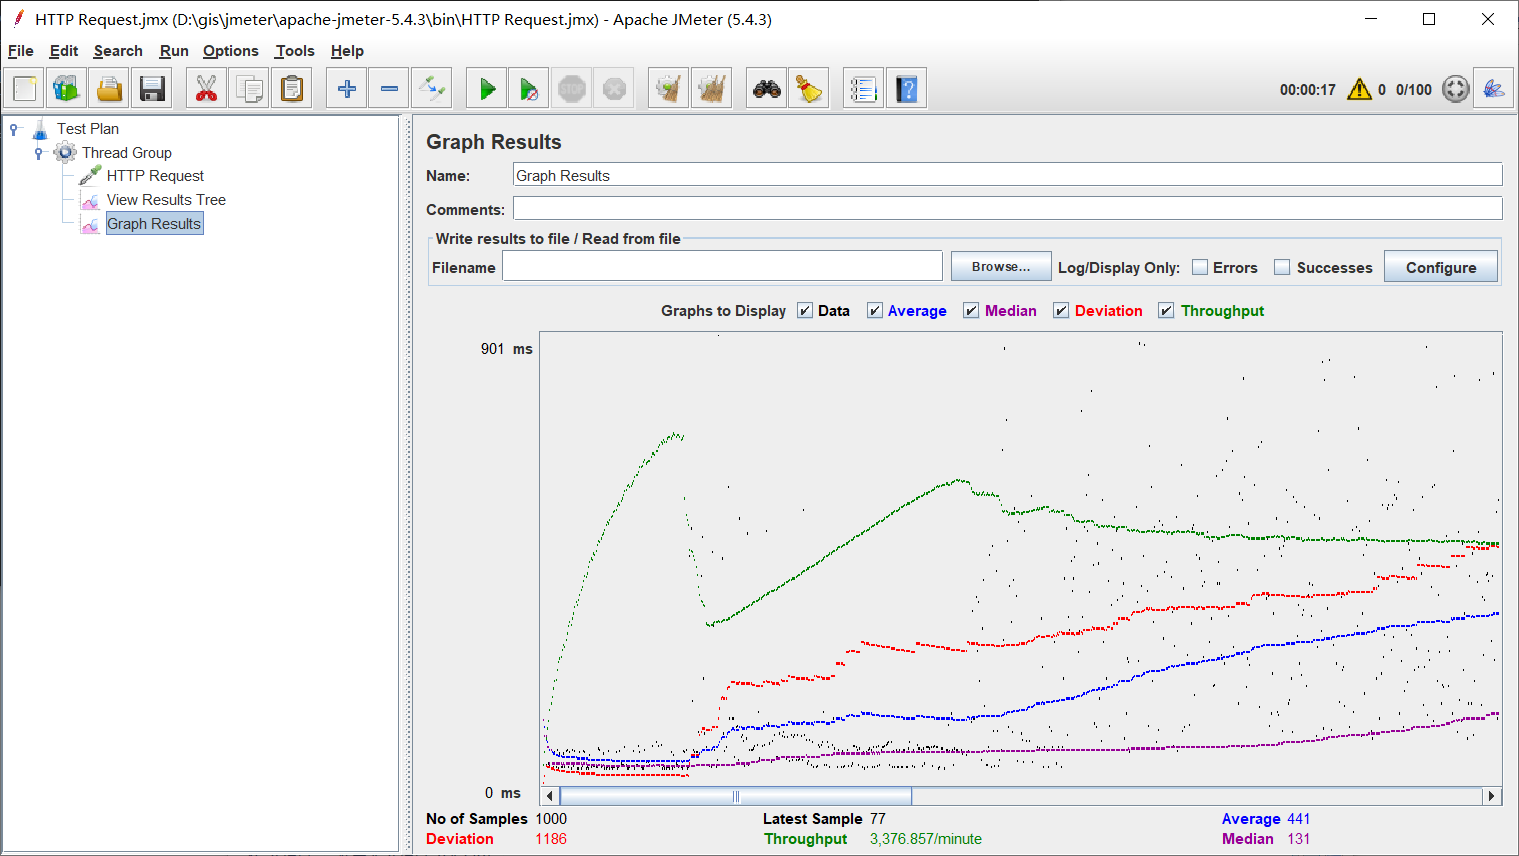 HTTP Request.jmx (D:\gis\jmeter\apache-jmeter-5.4.3\bin\HTTP Request.jmx) - Apache JMeter (5.4.3)
File Edit Search Run Options Tools Help
STOP 00:00:17 0 0/100
Test Plan
Thread Group
HTTP Request
View Results Tree
Graph Results
Graph Results
Name: Graph Results
Comments:
Write results to file / Read from file
Filename Browse... Log/Display Only: Errors Successes Configure
Graphs to Display Data Average Median Deviation Throughput
901 ms
0 ms
No of Samples 1000 Latest Sample 77 Average 441
Deviation 1186 Throughput 3,376.857/minute Median 131